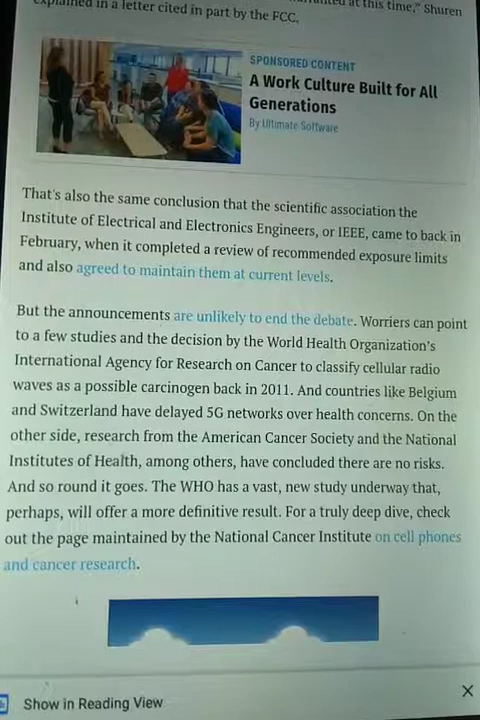 explained in a letter cited in part by the FCC.
at this time," Shuren
SPONSORED CONTENT
A Work Culture Built for All
Generations
By Ultimate Software
That's also the same conclusion that the scientific association the
Institute of Electrical and Electronics Engineers, or IEEE, came to back in
February, when it completed a review of recommended exposure limits
and also agreed to maintain them at current levels.
But the announcements are unlikely to end the debate. Worriers can point
to a few studies and the decision by the World Health Organization's
International Agency for Research on Cancer to classify cellular radio
waves as a possible carcinogen back in 2011. And countries like Belgium
and Switzerland have delayed 5G networks over health concerns. On the
other side, research from the American Cancer Society and the National
Institutes of Health, among others, have concluded there are no risks.
And so round it goes. The WHO has a vast, new study underway that,
perhaps, will offer a more definitive result. For a truly deep dive, check
out the page maintained by the National Cancer Institute on cell phones
and cancer research.
Show in Reading View